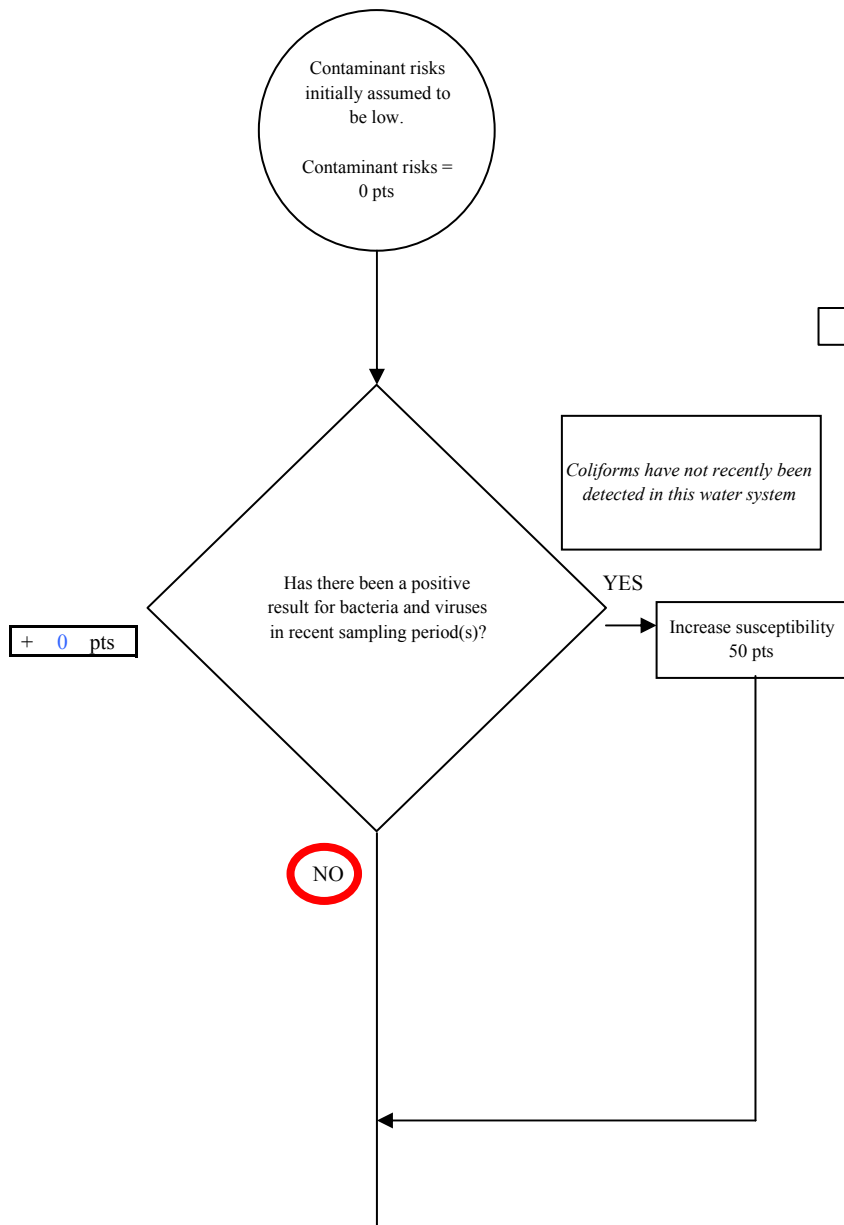 Contaminant risks
initially assumed to
be low.
Contaminant risks =
0 pts
Coliforms have not recently been
detected in this water system
Has there been a positive
result for bacteria and viruses
in recent sampling period(s)?
YES
+ 0 pts
Increase susceptibility
50 pts
NO